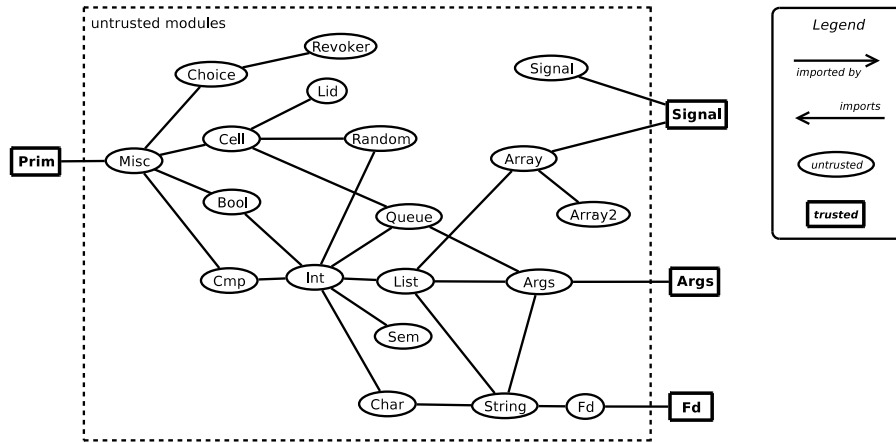 untrusted modules
Revoker
Choice
Signal
Lid
Signal
Cell
Random
Prim
Misc
Array
Bool
Queue
Array2
Cmp
Int
List
Args
Args
Sem
Char
String
Fd
Fd
Legend
imported by
imports
untrusted
trusted